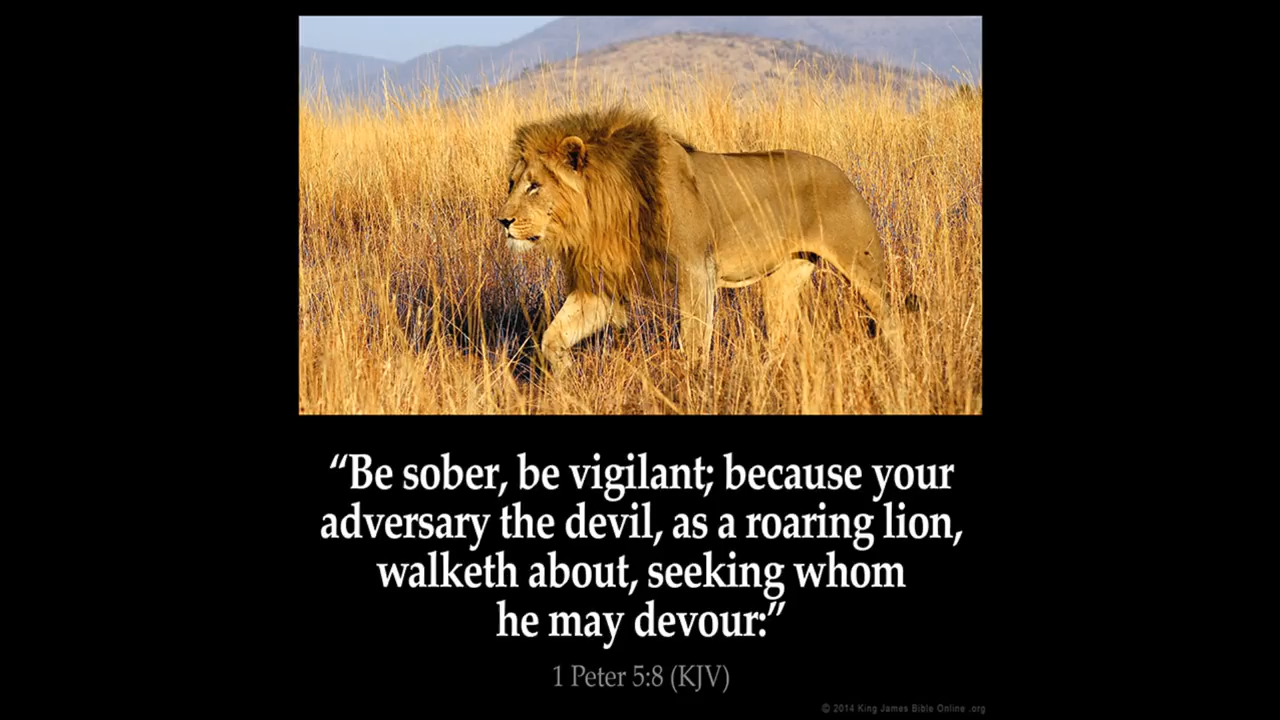 “Be sober, be vigilant; because your
adversary the devil, as a roaring lion,
walketh about, seeking whom
he may devour:”
1 Peter 5:8 (KJV)
© 2014 King James Bible Online .org